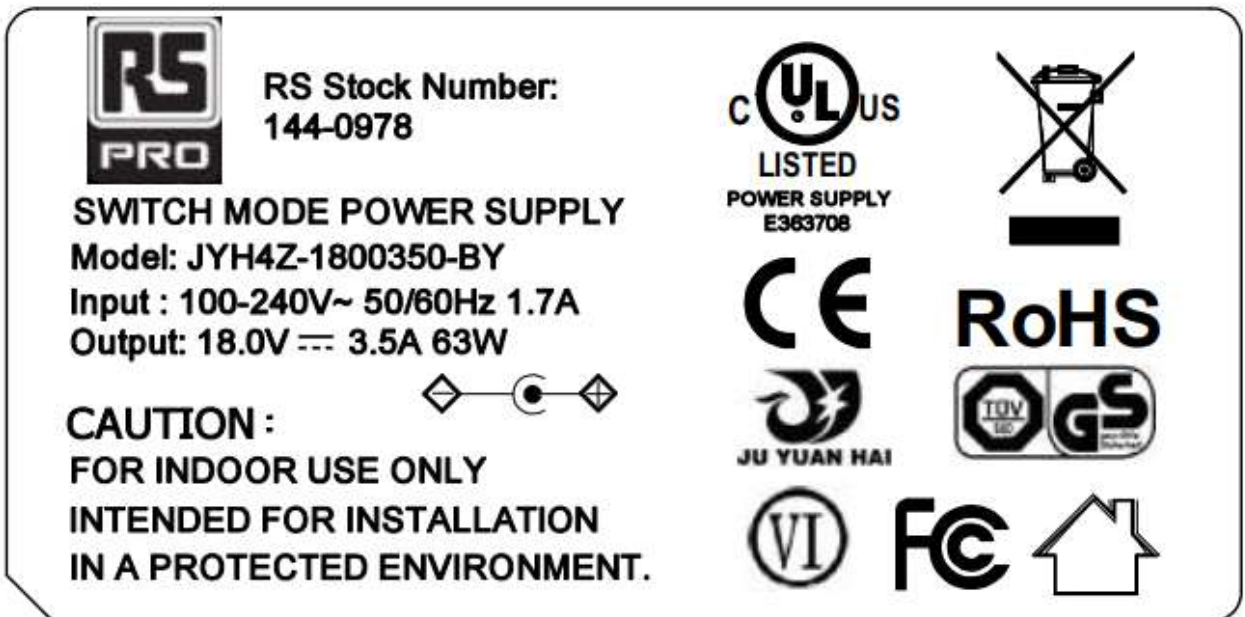 RS
PRO
RS Stock Number:
144-0978
SWITCH MODE POWER SUPPLY
Model: JYH4Z-1800350-BY
Input : 100-240V~ 50/60Hz 1.7A
Output: 18.0V ⎓ 3.5A 63W
CAUTION :
FOR INDOOR USE ONLY
INTENDED FOR INSTALLATION
IN A PROTECTED ENVIRONMENT.
C UL US
LISTED
POWER SUPPLY
E363708
CE
RoHS
JU YUAN HAI
TÜV
GS
VI
FC